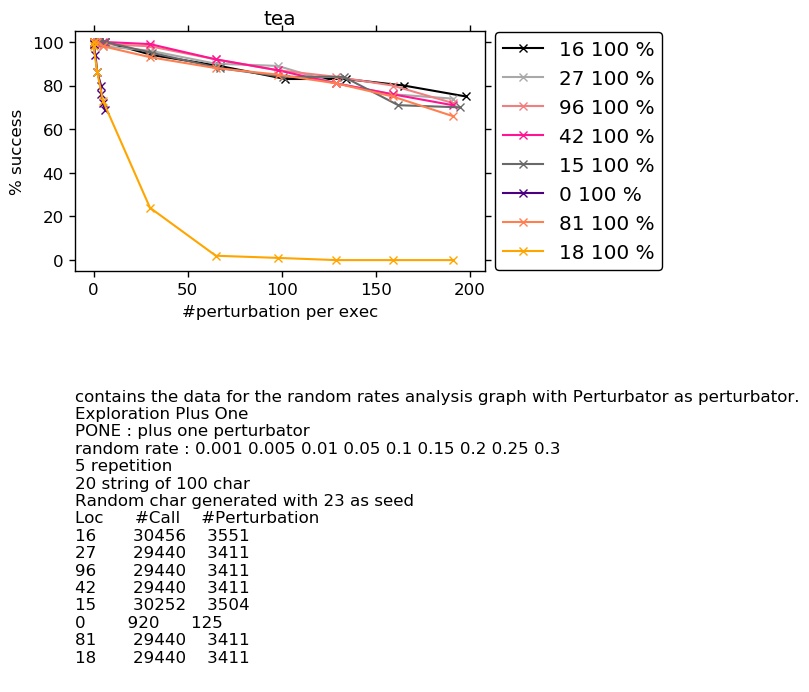 tea
100
80
60
40
20
0
% success
0 50 100 150 200
#perturbation per exec
16 100 %
27 100 %
96 100 %
42 100 %
15 100 %
0 100 %
81 100 %
18 100 %
contains the data for the random rates analysis graph with Perturbator as perturbator.
Exploration Plus One
PONE : plus one perturbator
random rate : 0.001 0.005 0.01 0.05 0.1 0.15 0.2 0.25 0.3
5 repetition
20 string of 100 char
Random char generated with 23 as seed
Loc #Call #Perturbation
16 30456 3551
27 29440 3411
96 29440 3411
42 29440 3411
15 30252 3504
0 920 125
81 29440 3411
18 29440 3411